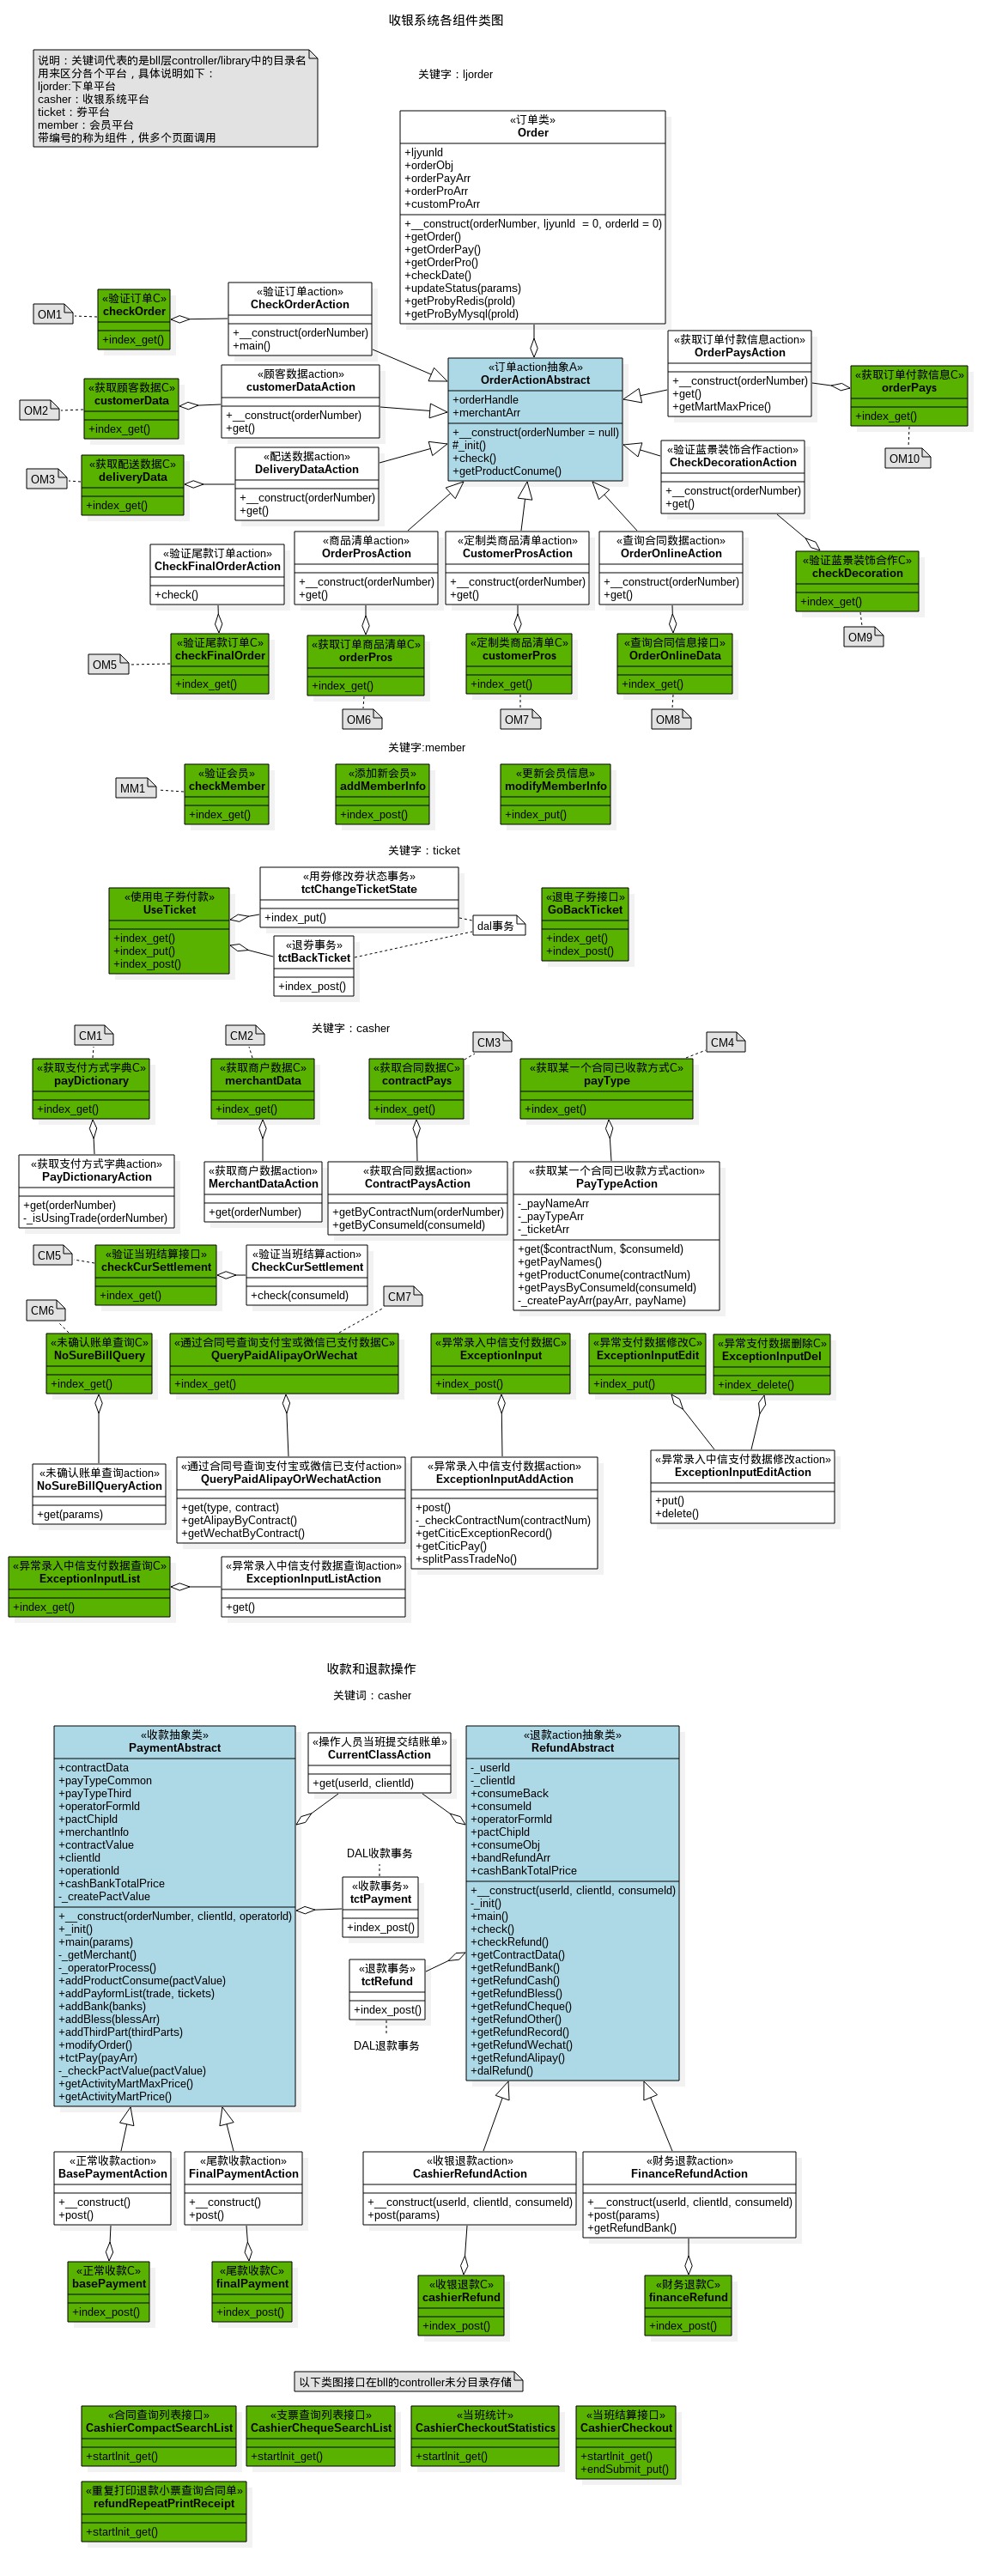 收银系统各组件类图
说明：关键词代表的是bll层controller/library中的目录名
用来区分各个平台，具体说明如下：
ljorder:下单平台
casher：收银系统平台
ticket：券平台
member：会员平台
带编号的称为组件，供多个页面调用
关键字：ljorder
«订单类»
Order
+ljyunId
+orderObj
+orderPayArr
+orderProArr
+customProArr
+__construct(orderNumber, ljyunId  = 0, orderId = 0)
+getOrder()
+getOrderPay()
+getOrderPro()
+checkDate()
+updateStatus(params)
+getProbyRedis(proId)
+getProByMysql(proId)
OM1
«验证订单C»
checkOrder
+index_get()
«验证订单action»
CheckOrderAction
+__construct(orderNumber)
+main()
OM2
«获取顾客数据C»
customerData
+index_get()
«顾客数据action»
customerDataAction
+__construct(orderNumber)
+get()
OM3
«获取配送数据C»
deliveryData
+index_get()
«配送数据action»
DeliveryDataAction
+__construct(orderNumber)
+get()
«订单action抽象A»
OrderActionAbstract
+orderHandle
+merchantArr
+__construct(orderNumber = null)
#_init()
+check()
+getProductConume()
«获取订单付款信息action»
OrderPaysAction
+__construct(orderNumber)
+get()
+getMartMaxPrice()
«获取订单付款信息C»
orderPays
+index_get()
OM10
«验证蓝景装饰合作action»
CheckDecorationAction
+__construct(orderNumber)
+get()
«验证蓝景装饰合作C»
checkDecoration
+index_get()
OM9
«验证尾款订单action»
CheckFinalOrderAction
+check()
«商品清单action»
OrderProsAction
+__construct(orderNumber)
+get()
«定制类商品清单action»
CustomerProsAction
+__construct(orderNumber)
+get()
«查询合同数据action»
OrderOnlineAction
+__construct(orderNumber)
+get()
OM5
«验证尾款订单C»
checkFinalOrder
+index_get()
«获取订单商品清单C»
orderPros
+index_get()
OM6
«定制类商品清单C»
customerPros
+index_get()
OM7
«查询合同信息接口»
OrderOnlineData
+index_get()
OM8
关键字:member
MM1
«验证会员»
checkMember
+index_get()
«添加新会员»
addMemberInfo
+index_post()
«更新会员信息»
modifyMemberInfo
+index_put()
关键字：ticket
«使用电子券付款»
UseTicket
+index_get()
+index_put()
+index_post()
«用券修改券状态事务»
tctChangeTicketState
+index_put()
«退券事务»
tctBackTicket
+index_post()
dal事务
«退电子券接口»
GoBackTicket
+index_get()
+index_post()
关键字：casher
CM1
«获取支付方式字典C»
payDictionary
+index_get()
CM2
«获取商户数据C»
merchantData
+index_get()
CM3
«获取合同数据C»
contractPays
+index_get()
CM4
«获取某一个合同已收款方式C»
payType
+index_get()
«获取支付方式字典action»
PayDictionaryAction
+get(orderNumber)
-_isUsingTrade(orderNumber)
«获取商户数据action»
MerchantDataAction
+get(orderNumber)
«获取合同数据action»
ContractPaysAction
+getByContractNum(orderNumber)
+getByConsumeId(consumeId)
«获取某一个合同已收款方式action»
PayTypeAction
-_payNameArr
-_payTypeArr
-_ticketArr
+get($contractNum, $consumeId)
+getPayNames()
+getProductConume(contractNum)
+getPaysByConsumeId(consumeId)
-_createPayArr(payArr, payName)
CM5
«验证当班结算接口»
checkCurSettlement
+index_get()
«验证当班结算action»
CheckCurSettlement
+check(consumeId)
CM6
«未确认账单查询C»
NoSureBillQuery
+index_get()
CM7
«通过合同号查询支付宝或微信已支付数据C»
QueryPaidAlipayOrWechat
+index_get()
«异常录入中信支付数据C»
ExceptionInput
+index_post()
«异常支付数据修改C»
ExceptionInputEdit
+index_put()
«异常支付数据删除C»
ExceptionInputDel
+index_delete()
«未确认账单查询action»
NoSureBillQueryAction
+get(params)
«通过合同号查询支付宝或微信已支付action»
QueryPaidAlipayOrWechatAction
+get(type, contract)
+getAlipayByContract()
+getWechatByContract()
«异常录入中信支付数据action»
ExceptionInputAddAction
+post()
-_checkContractNum(contractNum)
+getCiticExceptionRecord()
+getCiticPay()
+splitPassTradeNo()
«异常录入中信支付数据修改action»
ExceptionInputEditAction
+put()
+delete()
«异常录入中信支付数据查询C»
ExceptionInputList
+index_get()
«异常录入中信支付数据查询action»
ExceptionInputListAction
+get()
收款和退款操作
关键词：casher
«收款抽象类»
PaymentAbstract
+contractData
+payTypeCommon
+payTypeThird
+operatorFormId
+pactChipId
+merchantInfo
+contractValue
+clientId
+operationId
+cashBankTotalPrice
-_createPactValue
+__construct(orderNumber, clientId, operatorId)
+_init()
+main(params)
-_getMerchant()
-_operatorProcess()
+addProductConsume(pactValue)
+addPayformList(trade, tickets)
+addBank(banks)
+addBless(blessArr)
+addThirdPart(thirdParts)
+modifyOrder()
+tctPay(payArr)
-_checkPactValue(pactValue)
+getActivityMartMaxPrice()
+getActivityMartPrice()
«操作人员当班提交结账单»
CurrentClassAction
+get(userId, clientId)
DAL收款事务
«收款事务»
tctPayment
+index_post()
«退款事务»
tctRefund
+index_post()
DAL退款事务
«退款action抽象类»
RefundAbstract
-_userId
-_clientId
+consumeBack
+consumeId
+operatorFormId
+pactChipId
+consumeObj
+bandRefundArr
+cashBankTotalPrice
+__construct(userId, clientId, consumeId)
-_init()
+main()
+check()
+checkRefund()
+getContractData()
+getRefundBank()
+getRefundCash()
+getRefundBless()
+getRefundCheque()
+getRefundOther()
+getRefundRecord()
+getRefundWechat()
+getRefundAlipay()
+dalRefund()
«正常收款action»
BasePaymentAction
+__construct()
+post()
«尾款收款action»
FinalPaymentAction
+__construct()
+post()
«收银退款action»
CashierRefundAction
+__construct(userId, clientId, consumeId)
+post(params)
«财务退款action»
FinanceRefundAction
+__construct(userId, clientId, consumeId)
+post(params)
+getRefundBank()
«正常收款C»
basePayment
+index_post()
«尾款收款C»
finalPayment
+index_post()
«收银退款C»
cashierRefund
+index_post()
«财务退款C»
financeRefund
+index_post()
以下类图接口在bll的controller未分目录存储
«合同查询列表接口»
CashierCompactSearchList
+startInit_get()
«支票查询列表接口»
CashierChequeSearchList
+startInit_get()
«当班统计»
CashierCheckoutStatistics
+startInit_get()
«当班结算接口»
CashierCheckout
+startInit_get()
+endSubmit_put()
«重复打印退款小票查询合同单»
refundRepeatPrintReceipt
+startInit_get()